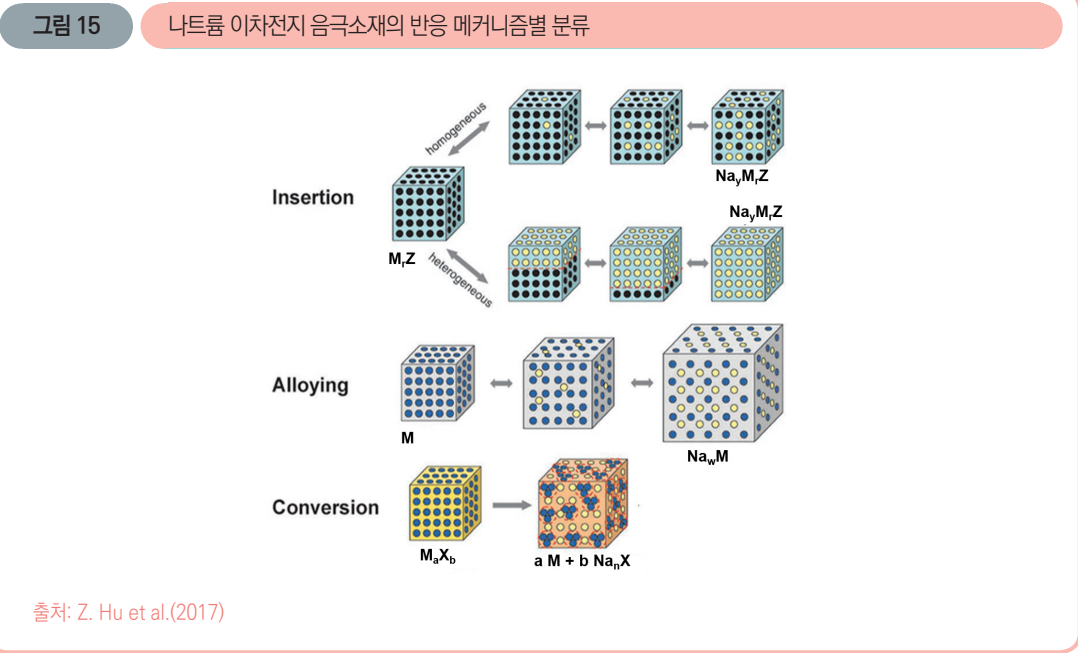 그림 15
나트륨 이차전지 음극소재의 반응 메커니즘별 분류
homogeneous
NayMrZ
Insertion
NayMrZ
MrZ
heterogeneous
Alloying
M
NawM
Conversion
MaXb
a M + b NanX
출처: Z. Hu et al.(2017)